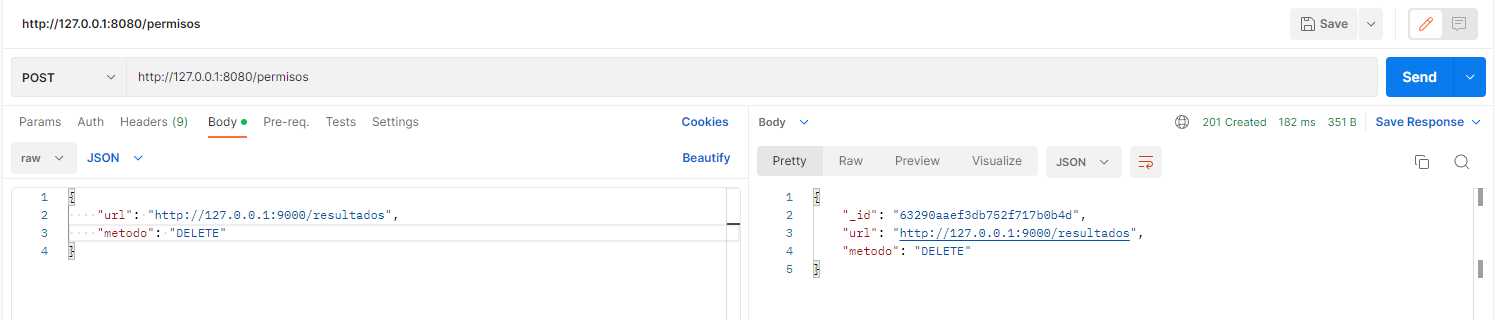 http://127.0.0.1:8080/permisos
Save
POST
http://127.0.0.1:8080/permisos
Send
Params Auth Headers (9) Body Pre-req. Tests Settings Cookies
raw JSON Beautify
1 {
2 "url": "http://127.0.0.1:9000/resultados",
3 "metodo": "DELETE"
4 }
Body 201 Created 182 ms 351 B Save Response
Pretty Raw Preview Visualize JSON
1 {
2 "_id": "63290aaef3db752f717b0b4d",
3 "url": "http://127.0.0.1:9000/resultados",
4 "metodo": "DELETE"
5 }